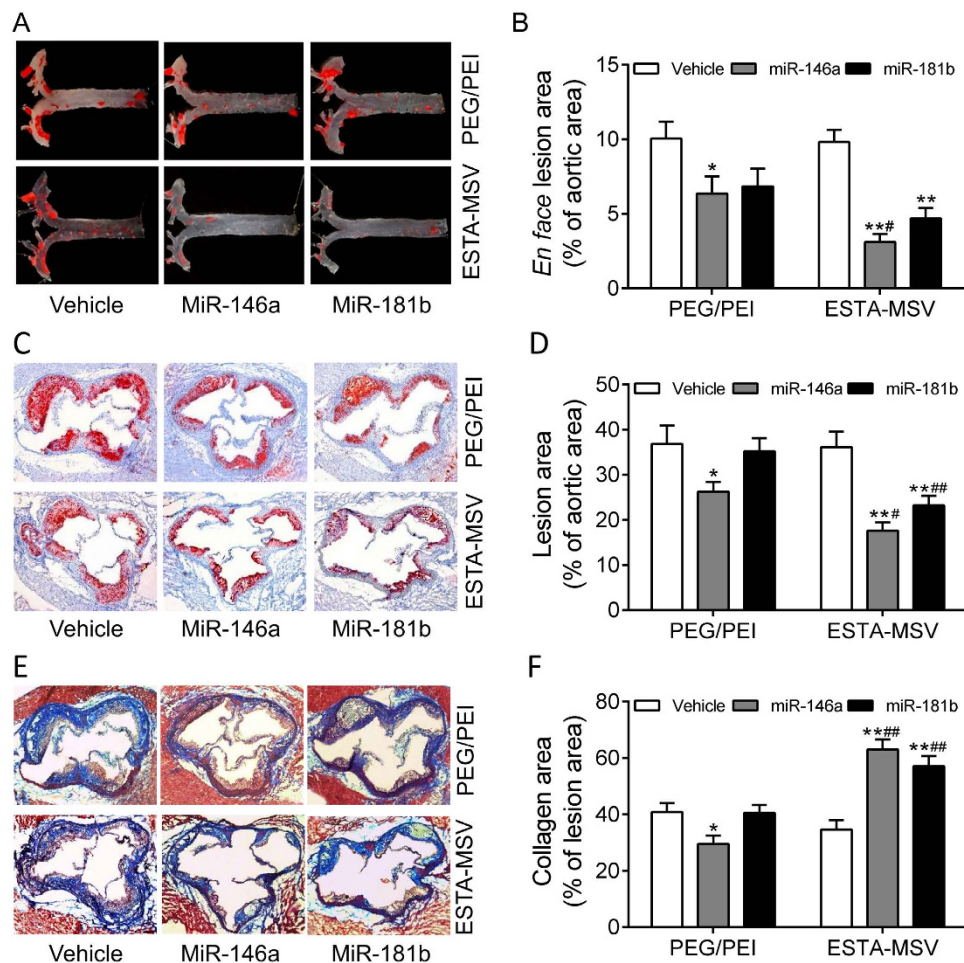 A
PEG/PEI
ESTA-MSV
Vehicle MiR-146a MiR-181b
B
Vehicle miR-146a miR-181b
En face lesion area
(% of aortic area)
15
10
5
0
*
**#
**
PEG/PEI ESTA-MSV
C
PEG/PEI
ESTA-MSV
Vehicle MiR-146a MiR-181b
D
Vehicle miR-146a miR-181b
Lesion area
(% of aortic area)
50
40
30
20
10
0
*
**#
**##
PEG/PEI ESTA-MSV
E
PEG/PEI
ESTA-MSV
Vehicle MiR-146a MiR-181b
F
Vehicle miR-146a miR-181b
Collagen area
(% of lesion area)
80
60
40
20
0
*
**##
**##
PEG/PEI ESTA-MSV